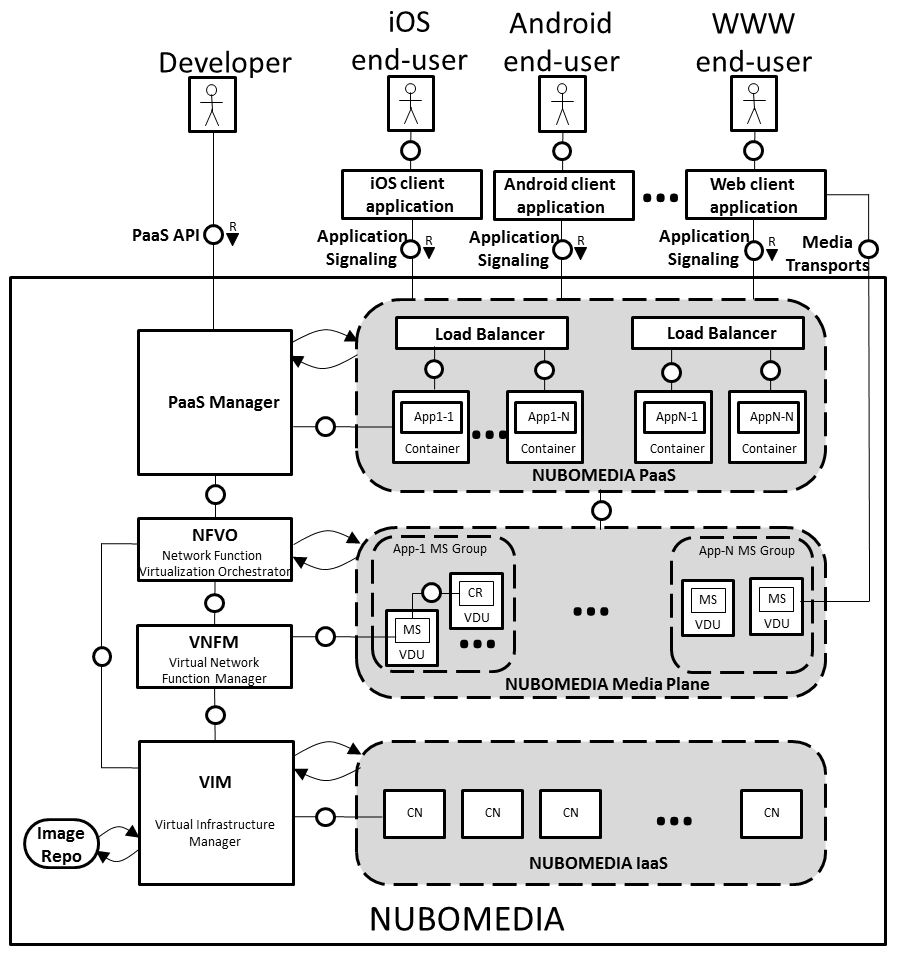 Developer
iOS
end-user
Android
end-user
WWW
end-user
iOS client
application
Android client
application
Web client
application
PaaS API
R
Application
Signaling
R
Application
Signaling
R
Application
Signaling
R
Media
Transports
PaaS Manager
Load Balancer
Load Balancer
App1-1
Container
App1-N
Container
AppN-1
Container
AppN-N
Container
NUBOMEDIA PaaS
NFVO
Network Function
Virtualization Orchestrator
App-1 MS Group
CR
VDU
MS
VDU
App-N MS Group
MS
VDU
MS
VDU
NUBOMEDIA Media Plane
VNFM
Virtual Network
Function Manager
VIM
Virtual Infrastructure
Manager
Image
Repo
CN
CN
CN
CN
NUBOMEDIA IaaS
NUBOMEDIA